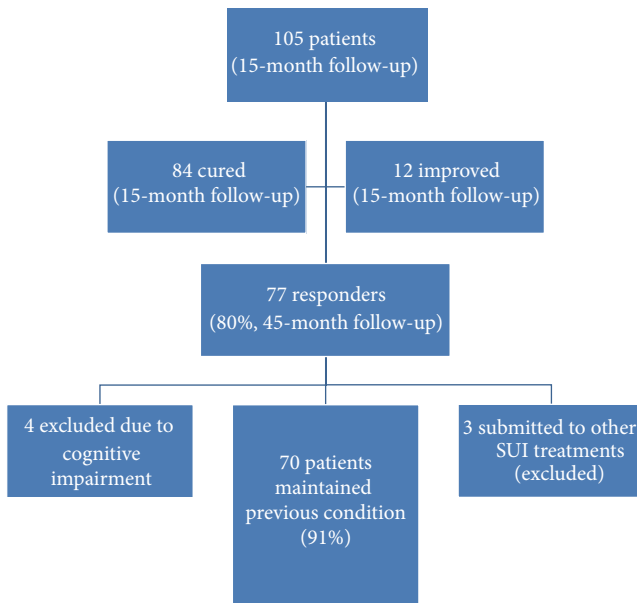 105 patients
(15-month follow-up)
84 cured
(15-month follow-up)
12 improved
(15-month follow-up)
77 responders
(80%, 45-month follow-up)
4 excluded due to
cognitive
impairment
70 patients
maintained
previous condition
(91%)
3 submitted to other
SUI treatments
(excluded)